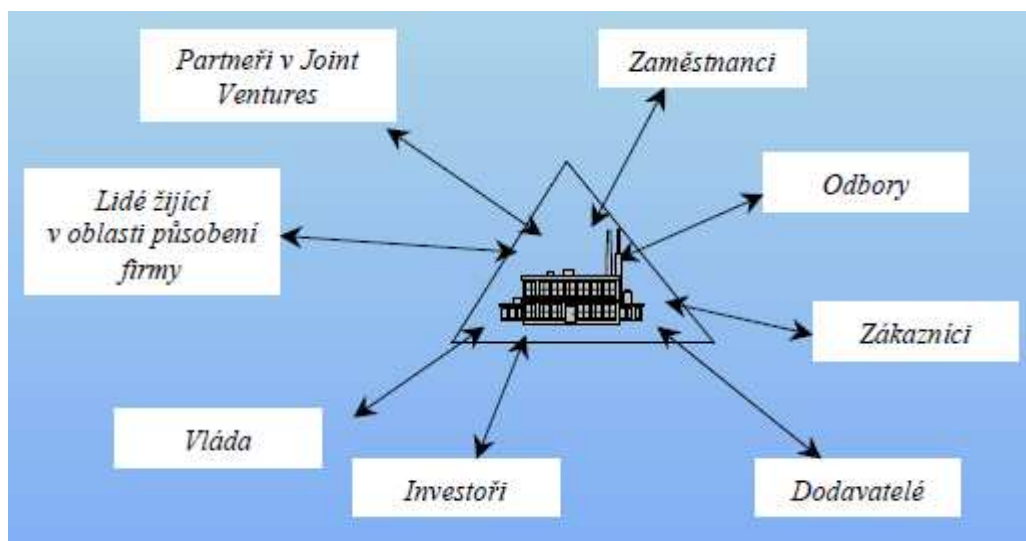 Partneři v Joint
Ventures
Zaměstnanci
Lidé žijící
v oblasti působení
firmy
Odbory
Zákazníci
Vláda
Investoři
Dodavatelé